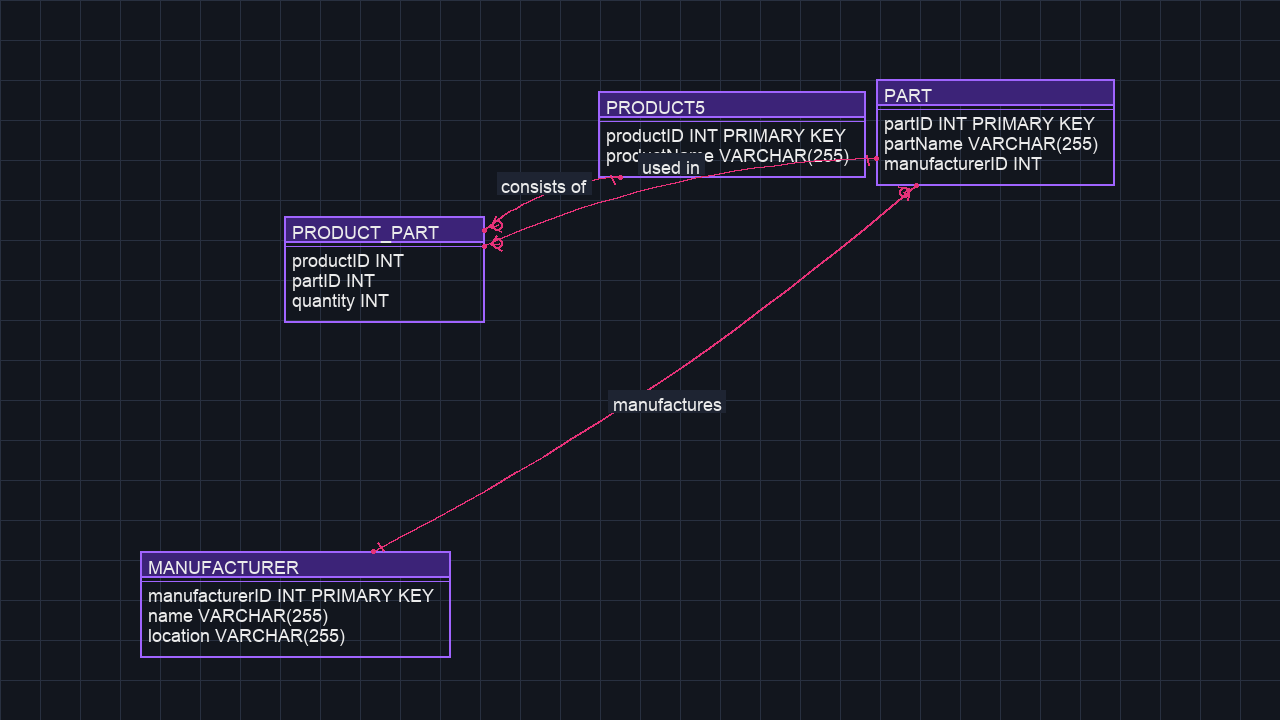 PRODUCT5
productID INT PRIMARY KEY
productName VARCHAR(255)
PART
partID INT PRIMARY KEY
partName VARCHAR(255)
manufacturerID INT
used in
consists of
PRODUCT_PART
productID INT
partID INT
quantity INT
manufactures
MANUFACTURER
manufacturerID INT PRIMARY KEY
name VARCHAR(255)
location VARCHAR(255)